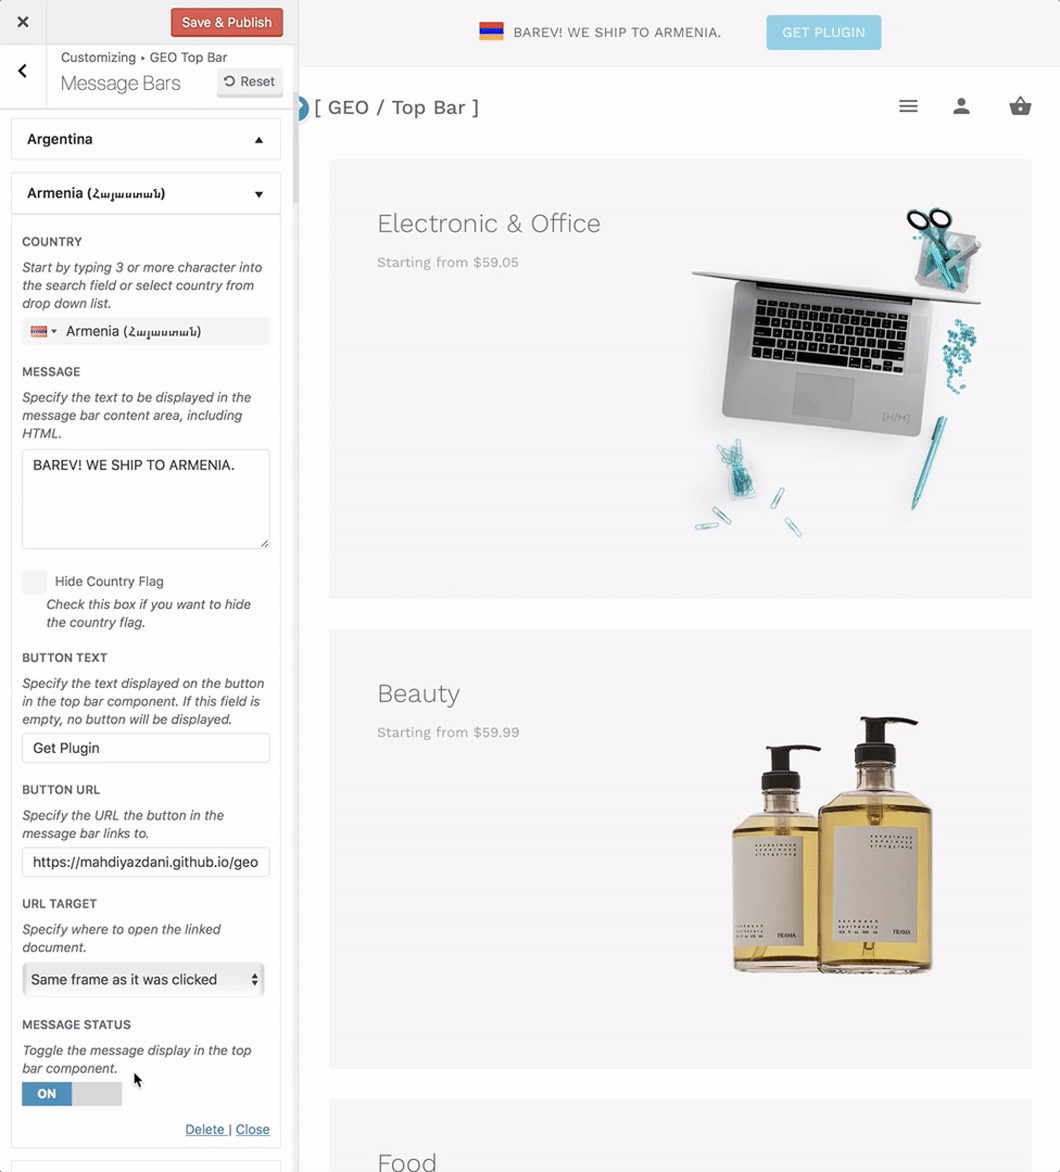 Save & Publish
Customizing ▸ GEO Top Bar
Message Bars
Reset
Argentina
Armenia (Հայաստան)
COUNTRY
Start by typing 3 or more character into
the search field or select country from
drop down list.
Armenia (Հայաստան)
MESSAGE
Specify the text to be displayed in the
message bar content area, including
HTML.
BAREV! WE SHIP TO ARMENIA.
Hide Country Flag
Check this box if you want to hide
the country flag.
BUTTON TEXT
Specify the text displayed on the button
in the top bar component. If this field is
empty, no button will be displayed.
Get Plugin
BUTTON URL
Specify the URL the button in the
message bar links to.
https://mahdiyazdani.github.io/geo
URL TARGET
Specify where to open the linked
document.
Same frame as it was clicked
MESSAGE STATUS
Toggle the message display in the top
bar component.
ON
Delete | Close
BAREV! WE SHIP TO ARMENIA.
GET PLUGIN
[ GEO / Top Bar ]
Electronic & Office
Starting from $59.05
[H/M]
Beauty
Starting from $59.99
FRAMA
FRAMA
Food